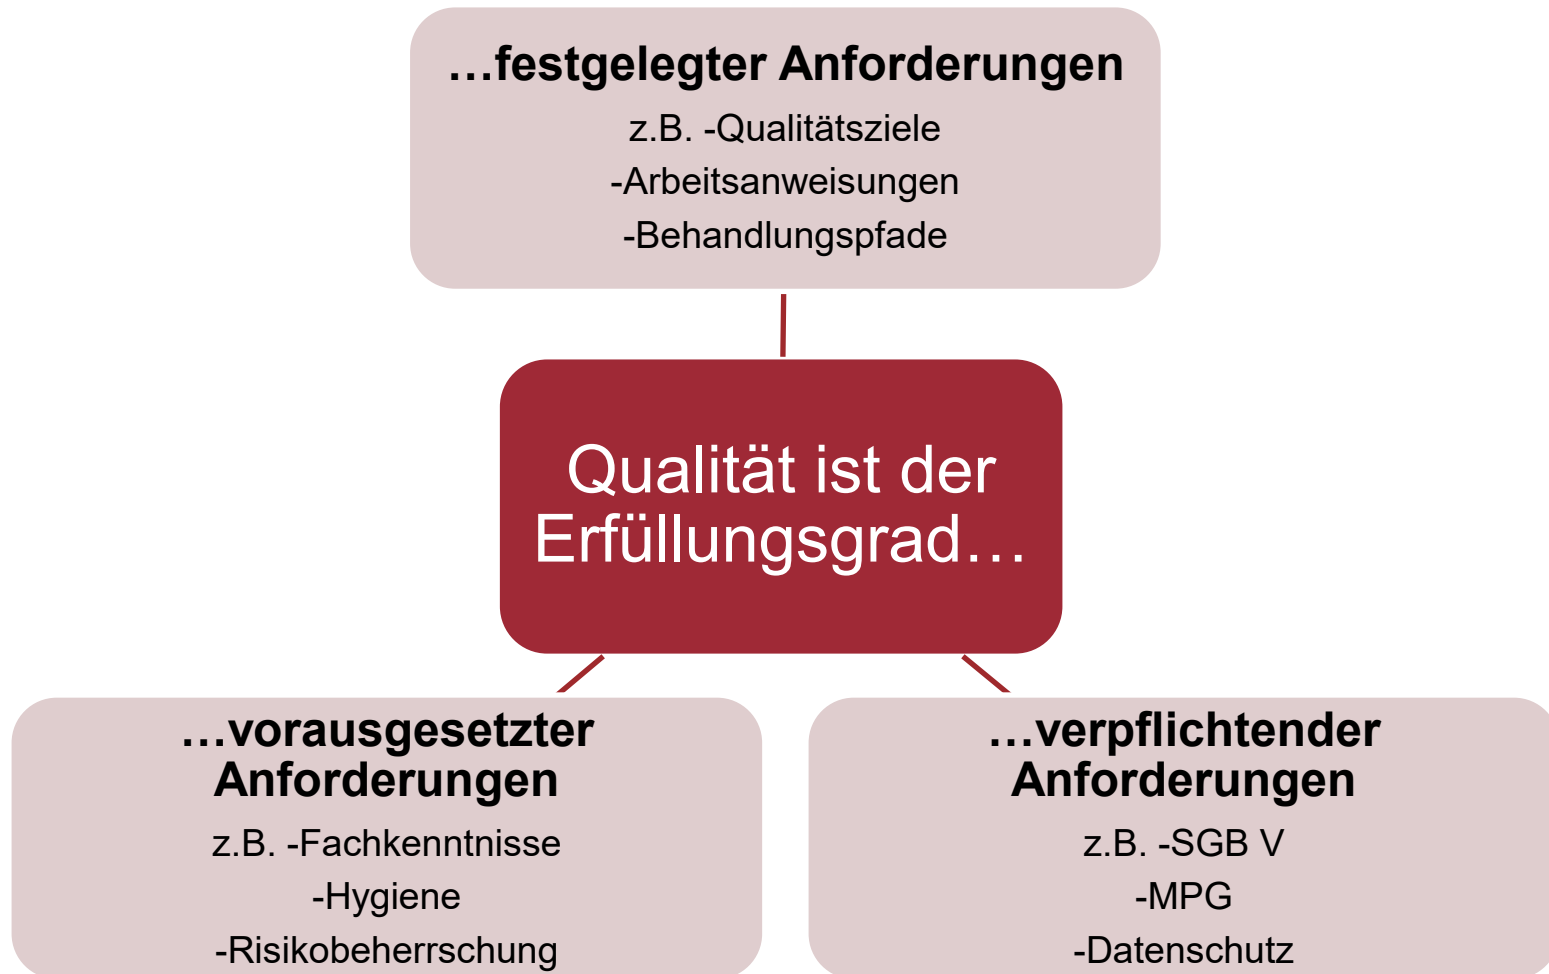 …festgelegter Anforderungen
z.B. -Qualitätsziele
-Arbeitsanweisungen
-Behandlungspfade
Qualität ist der
Erfüllungsgrad…
…vorausgesetzter
Anforderungen
z.B. -Fachkenntnisse
-Hygiene
-Risikobeherrschung
…verpflichtender
Anforderungen
z.B. -SGB V
-MPG
-Datenschutz